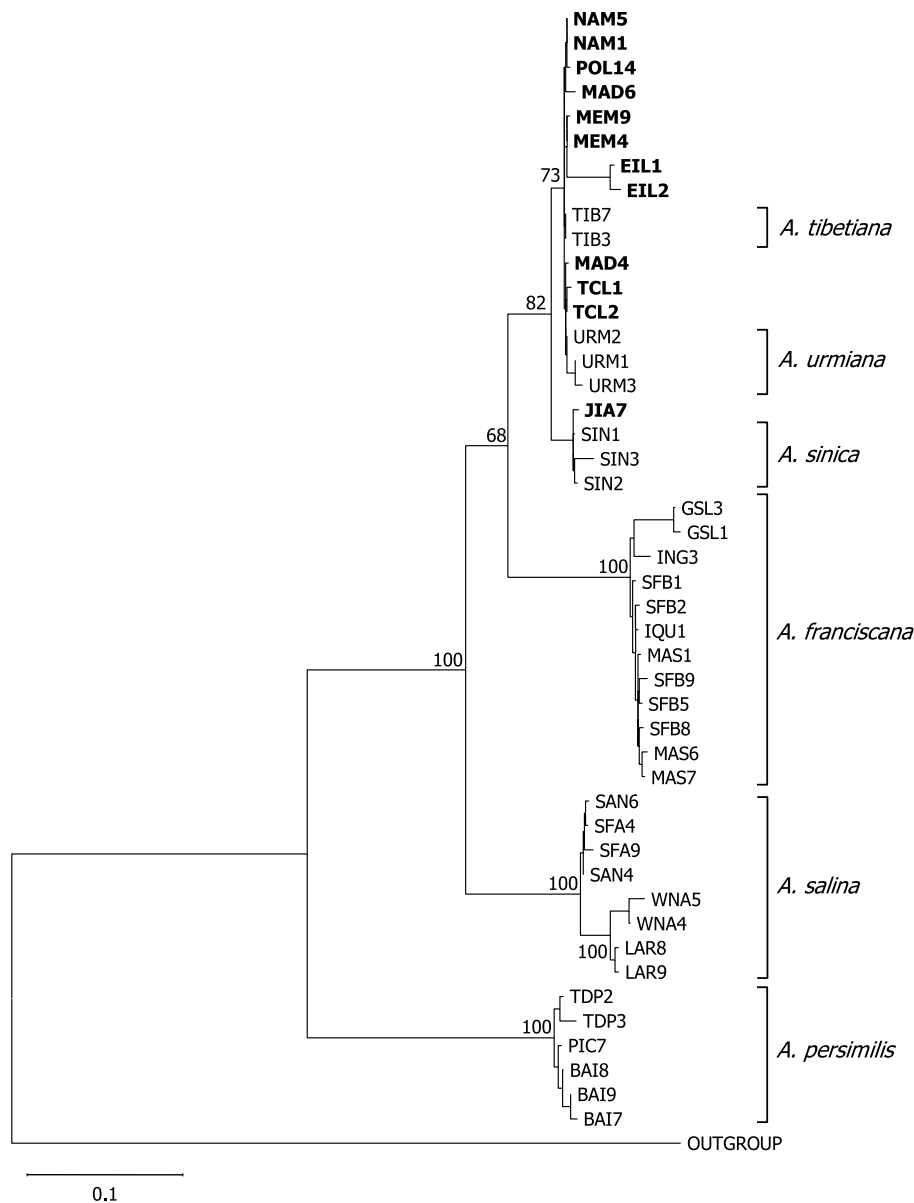 NAM5
NAM1
POL14
MAD6
MEM9
MEM4
EIL1
73
EIL2
TIB7
A. tibetiana
TIB3
MAD4
TCL1
82
TCL2
URM2
URM1
A. urmiana
URM3
JIA7
68
SIN1
SIN3
A. sinica
SIN2
GSL3
GSL1
ING3
100
SFB1
SFB2
IQU1
A. franciscana
MAS1
100
SFB9
SFB5
SFB8
MAS6
MAS7
SAN6
SFA4
SFA9
SAN4
100
A. salina
WNA5
WNA4
LAR8
100
LAR9
TDP2
TDP3
100
PIC7
A. persimilis
BAI8
BAI9
BAI7
OUTGROUP
0.1